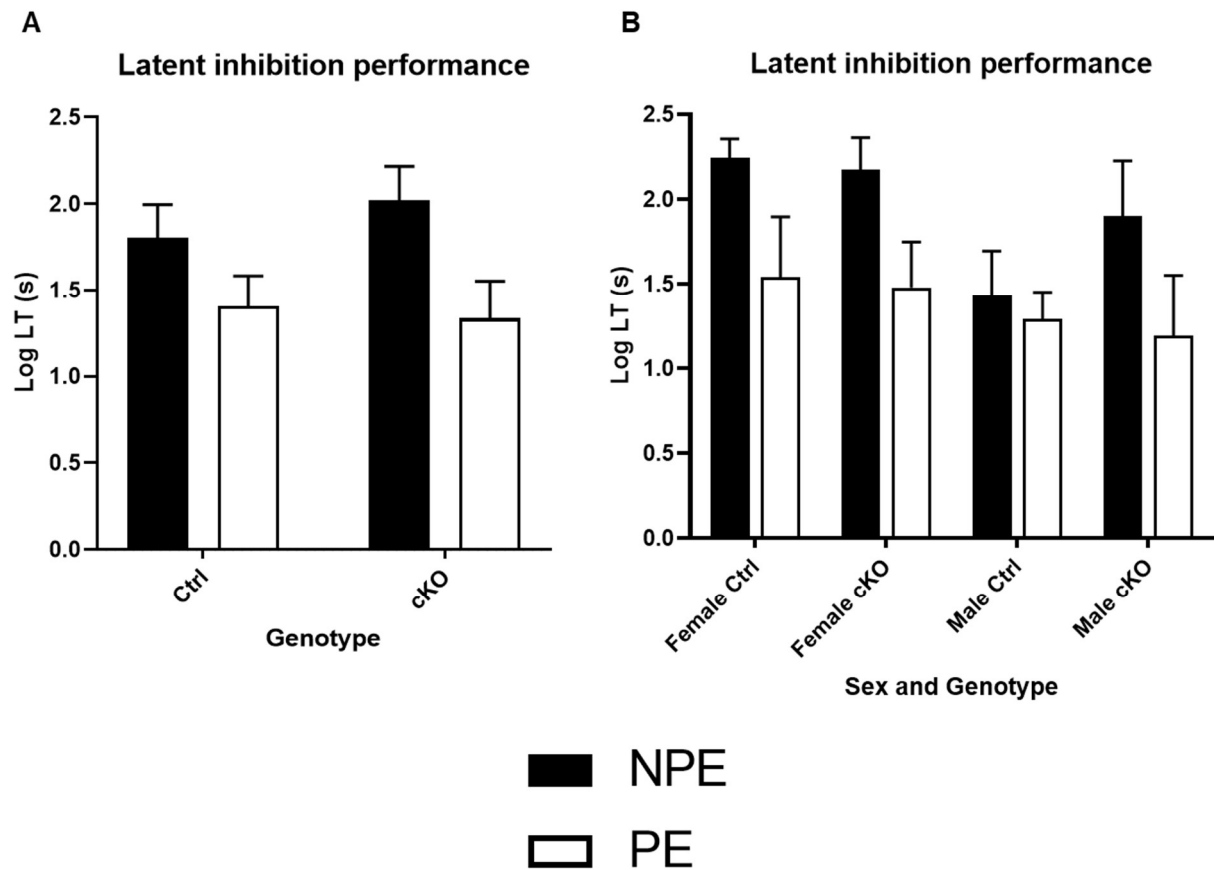 A
Latent inhibition performance
Log LT (s)
2.5
2.0
1.5
1.0
0.5
0.0
Ctrl
cKO
Genotype
B
Latent inhibition performance
Log LT (s)
2.5
2.0
1.5
1.0
0.5
0.0
Female Ctrl
Female cKO
Male Ctrl
Male cKO
Sex and Genotype
NPE
PE